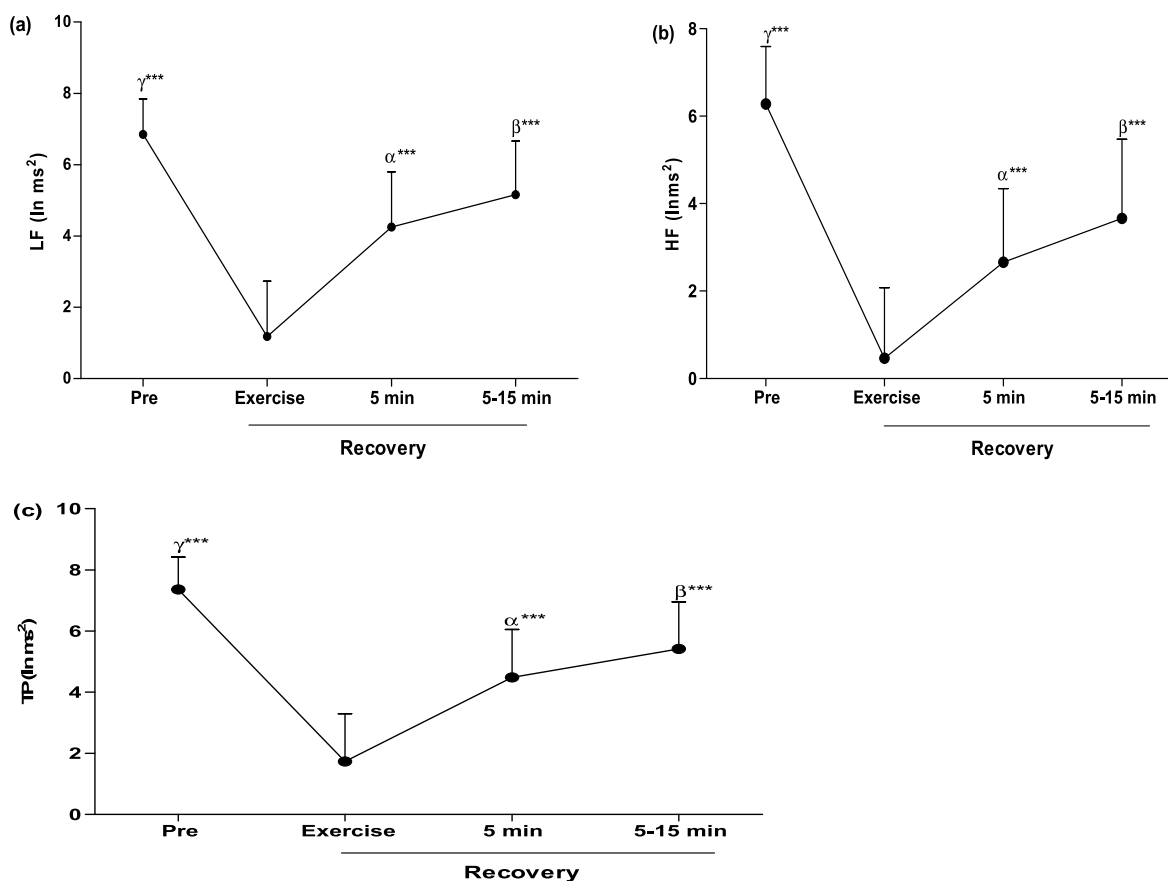 (a)
10
8
6
4
2
0
LF (ln ms²)
γ***
α***
β***
Pre Exercise 5 min 5-15 min
Recovery
(b)
8
6
4
2
0
HF (lnms²)
γ***
α***
β***
Pre Exercise 5 min 5-15 min
Recovery
(c)
10
8
6
4
2
0
TP(lnms²)
γ***
α***
β***
Pre Exercise 5 min 5-15 min
Recovery